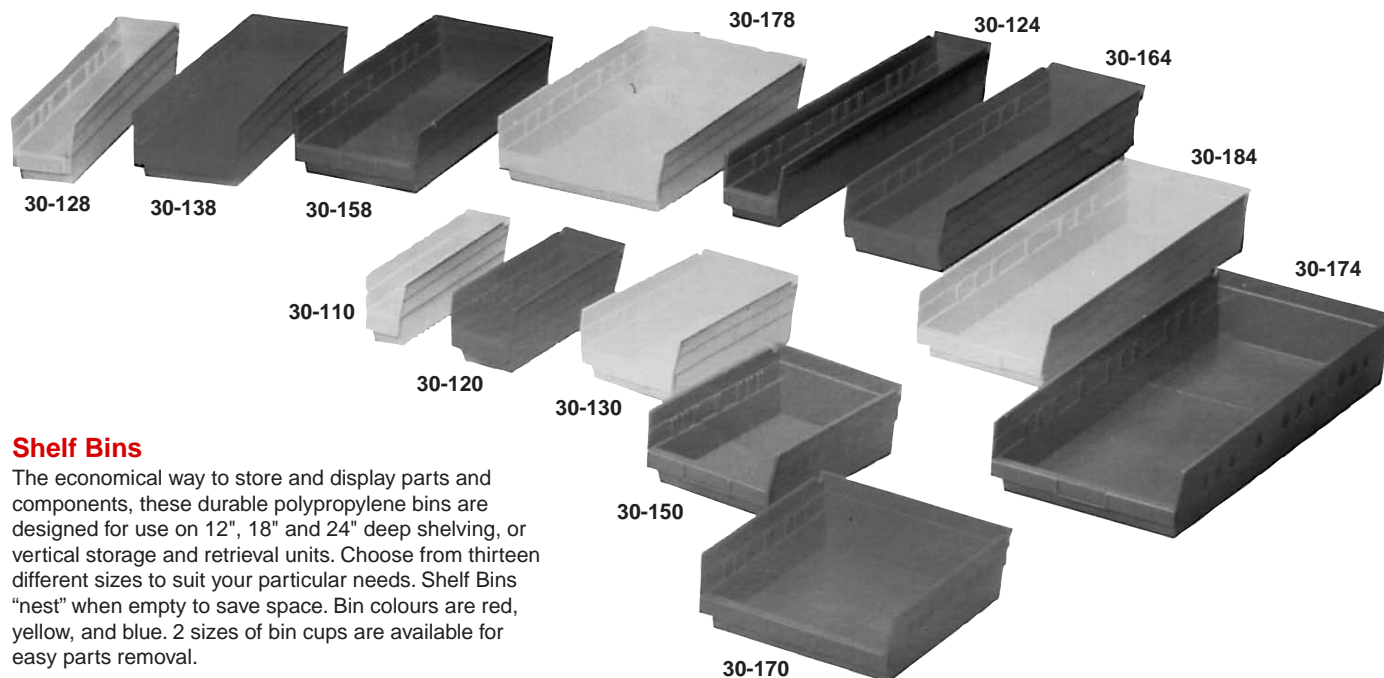 30-178
30-124
30-164
30-184
30-128
30-138
30-158
30-174
30-110
30-120
30-130
30-150
30-170
Shelf Bins
The economical way to store and display parts and
components, these durable polypropylene bins are
designed for use on 12", 18" and 24" deep shelving, or
vertical storage and retrieval units. Choose from thirteen
different sizes to suit your particular needs. Shelf Bins
“nest” when empty to save space. Bin colours are red,
yellow, and blue. 2 sizes of bin cups are available for
easy parts removal.